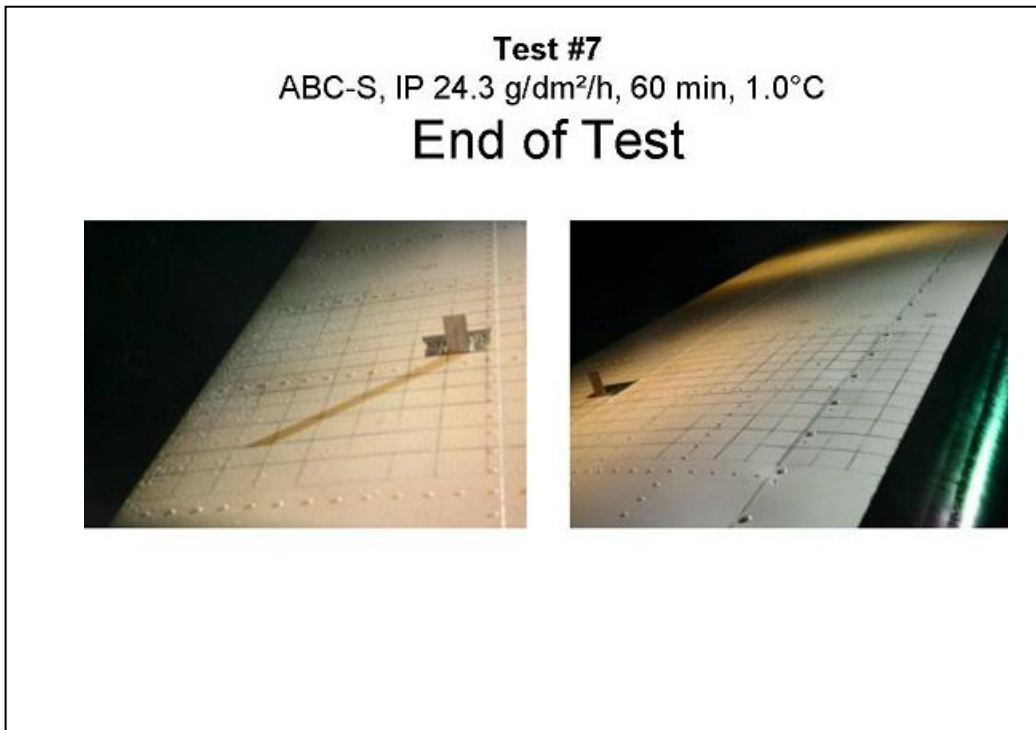 Test #7
ABC-S, IP 24.3 g/dm²/h, 60 min, 1.0°C
End of Test